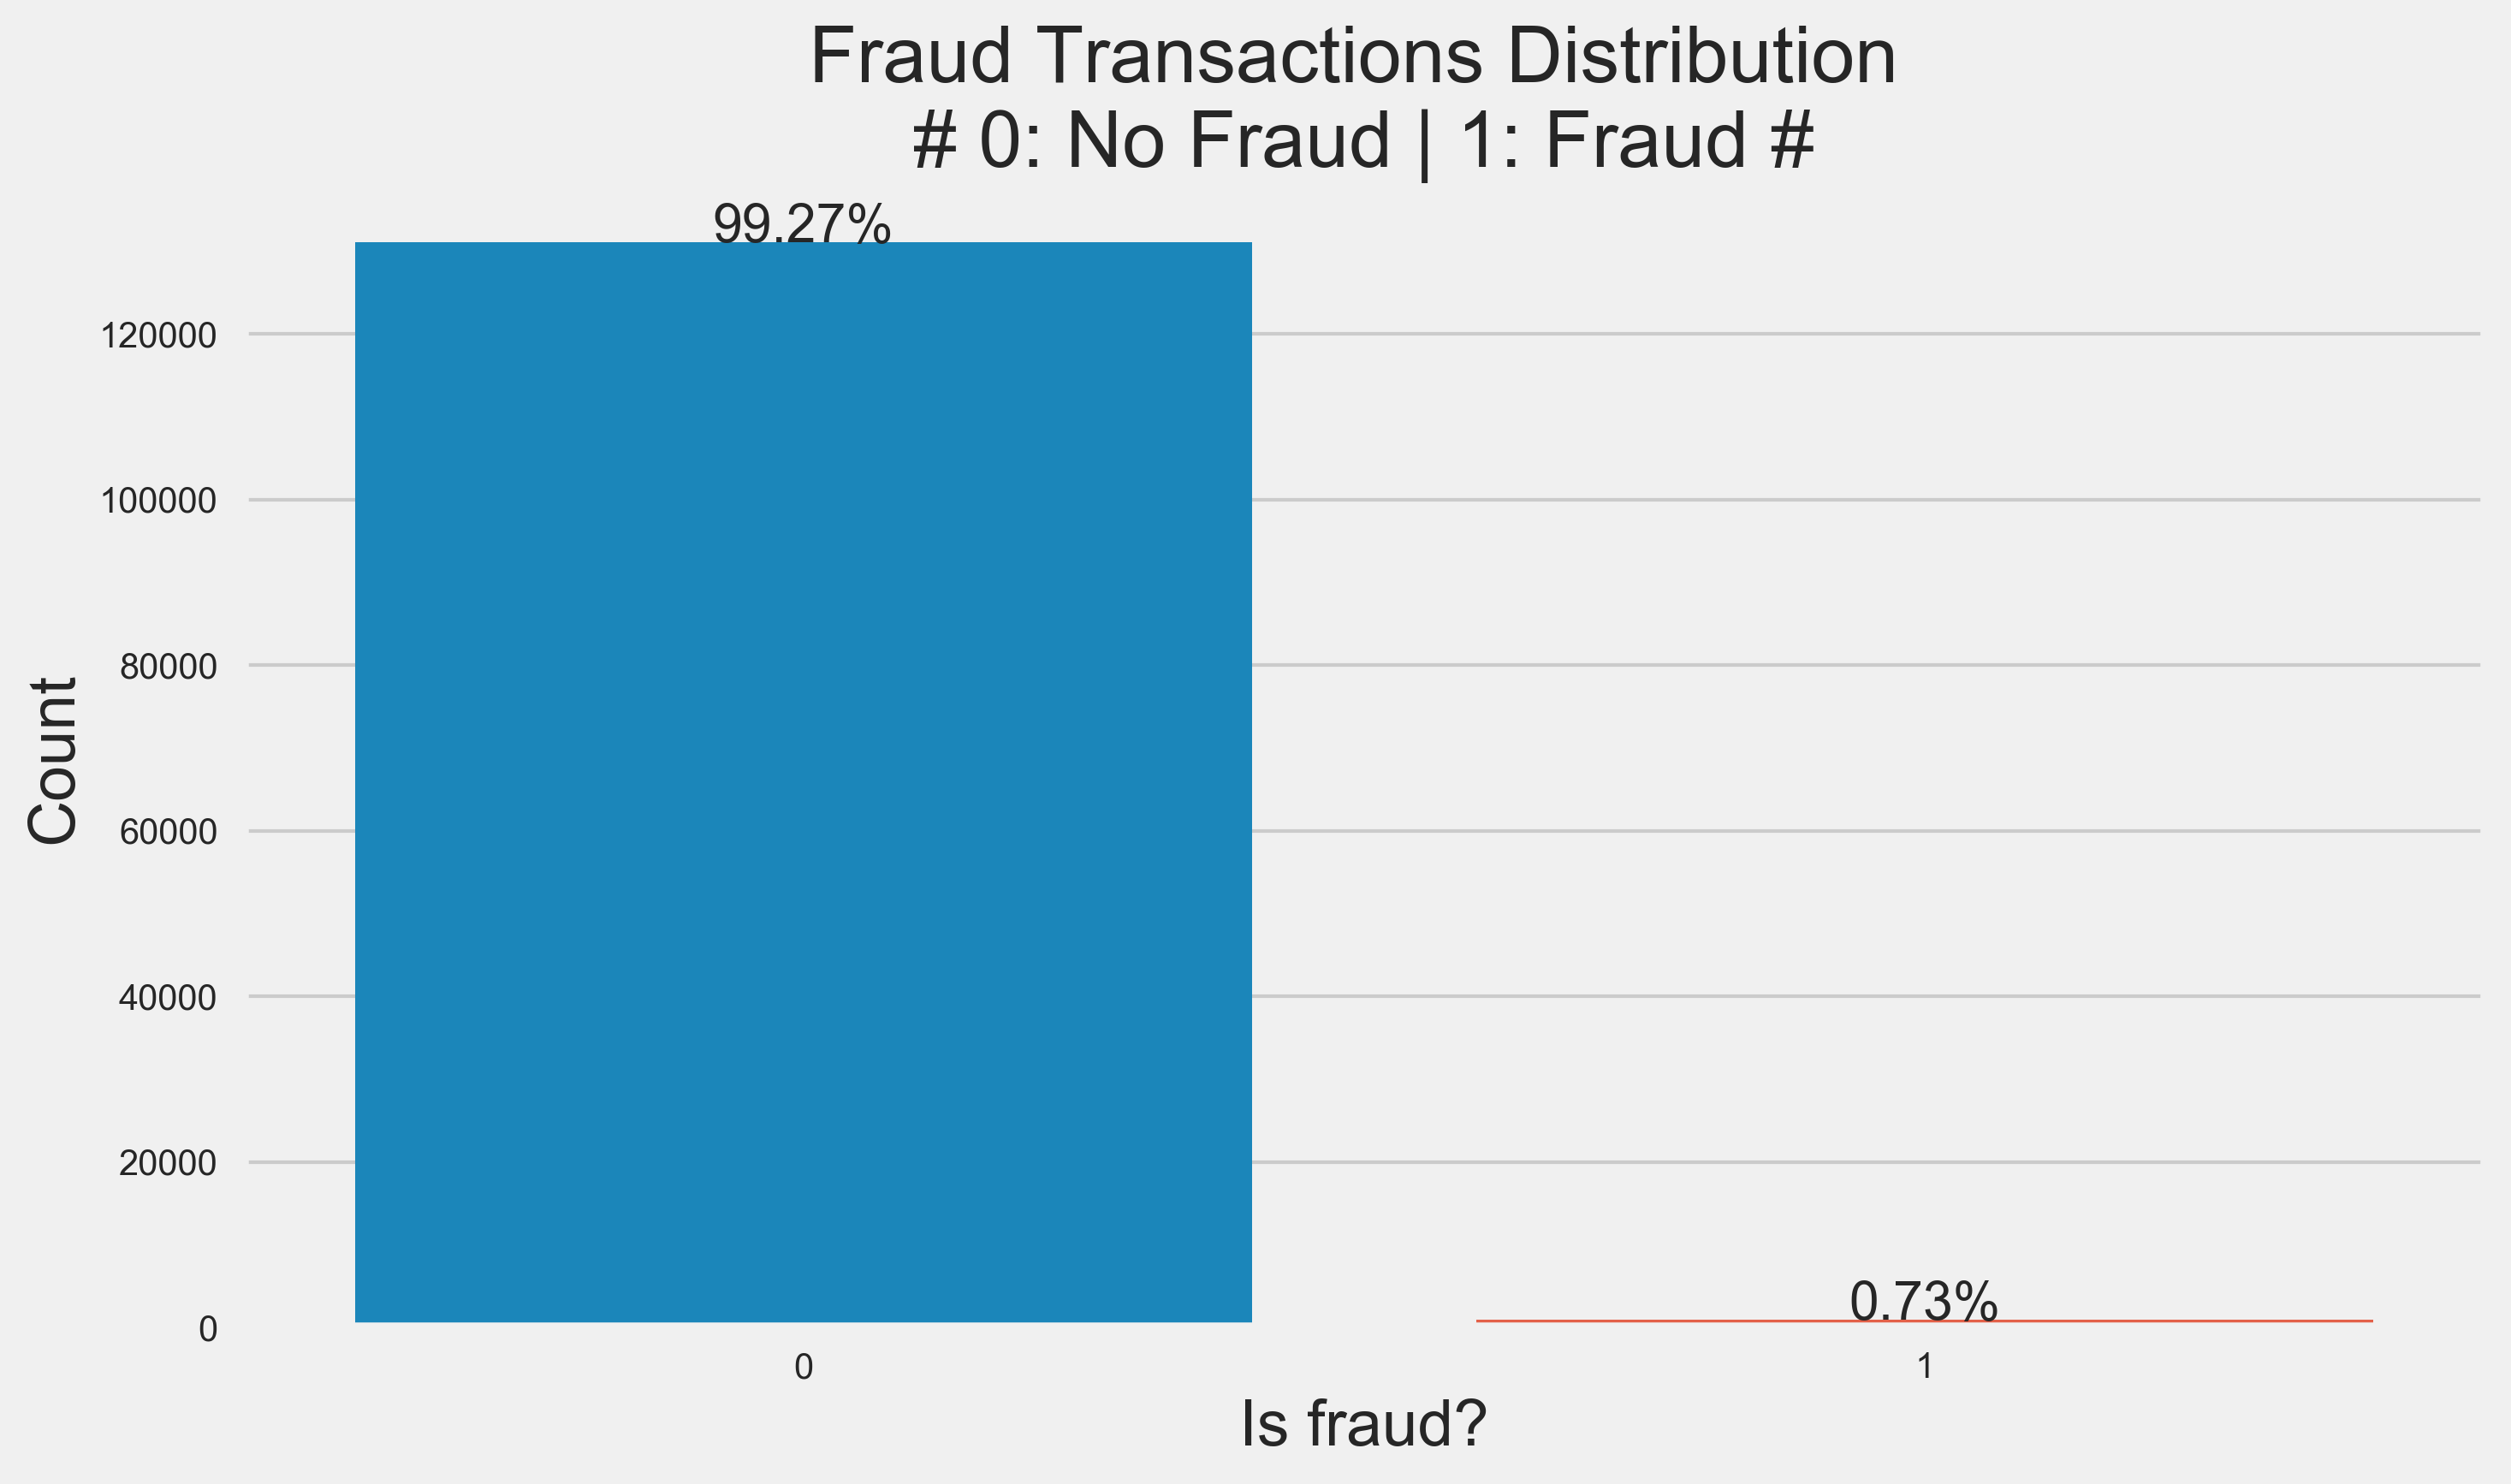 Fraud Transactions Distribution
# 0: No Fraud | 1: Fraud #
99.27%
120000
100000
80000
60000
40000
20000
0
Count
0.73%
0
1
Is fraud?